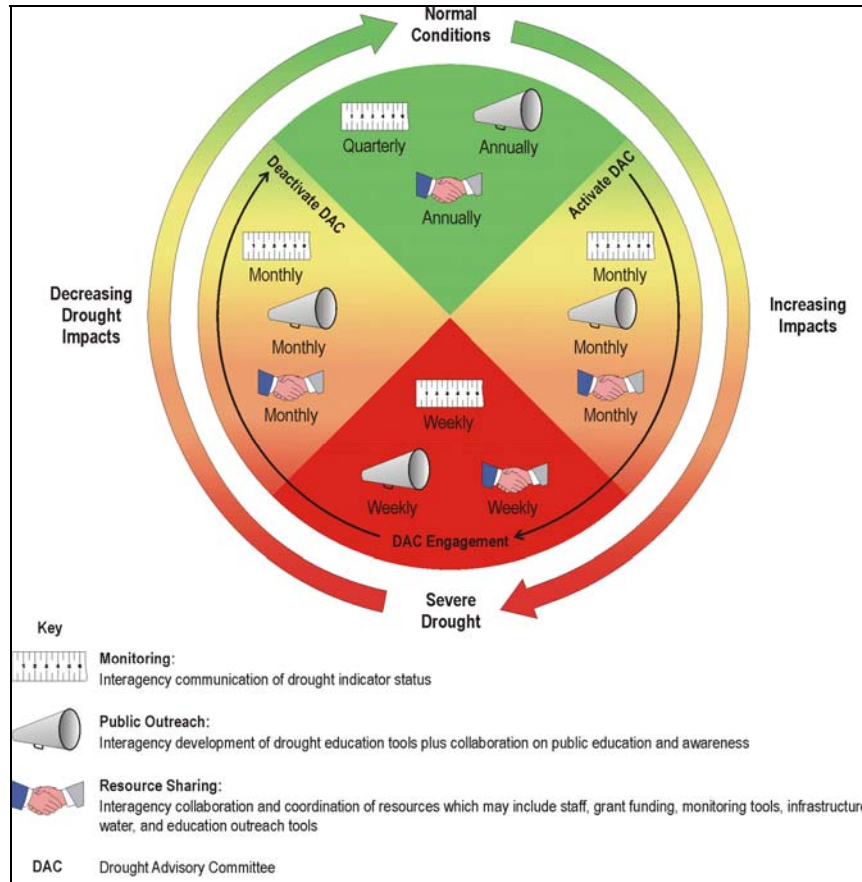 Normal
Conditions
Quarterly
Annually
Annually
Deactivate DAC
Activate DAC
Monthly
Monthly
Decreasing
Drought
Impacts
Increasing
Impacts
Monthly
Monthly
Monthly
Monthly
Weekly
Weekly
Weekly
DAC Engagement
Severe
Drought
Key
Monitoring:
Interagency communication of drought indicator status
Public Outreach:
Interagency development of drought education tools plus collaboration on public education and awareness
Resource Sharing:
Interagency collaboration and coordination of resources which may include staff, grant funding, monitoring tools, infrastructure
water, and education outreach tools
DAC Drought Advisory Committee